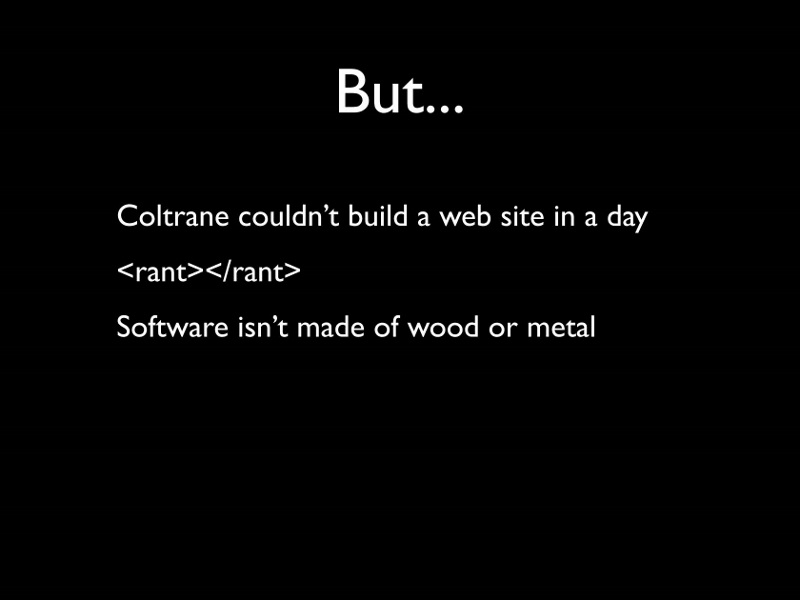 But...
Coltrane couldn’t build a web site in a day
<rant></rant>
Software isn’t made of wood or metal